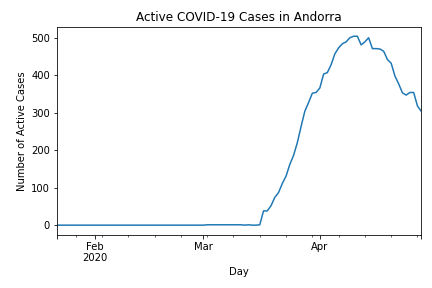 Active COVID-19 Cases in Andorra
Number of Active Cases
500
400
300
200
100
0
Feb
2020
Mar
Apr
Day